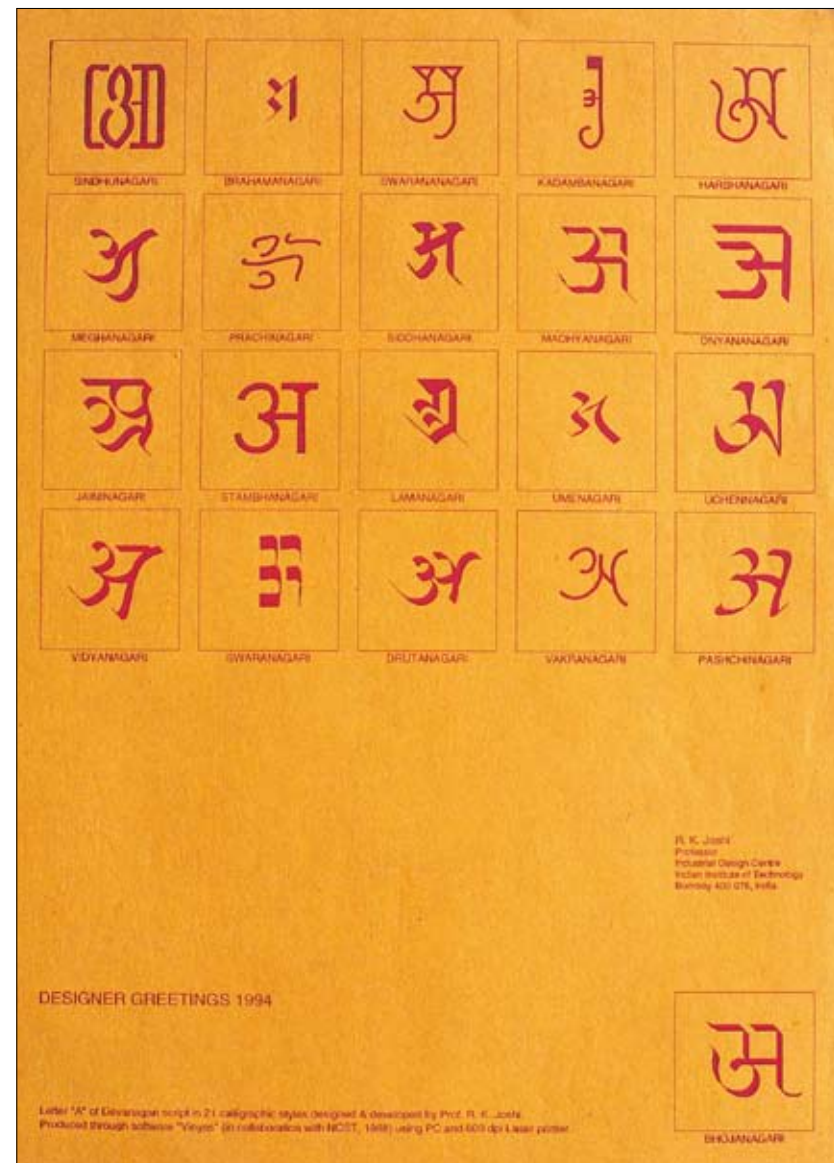 SINDHUNAGARI BRAHAMANAGARI SWARANANAGARI KADAMBANAGARI HARSHANAGARI
MEGHANAGARI PRACHINAGARI SIDDHANAGARI MADHYANAGARI DNYANANAGARI
अ
JAININAGARI STAMBHANAGARI LAMANAGARI UMENAGARI UCHENNAGARI
VIDYANAGARI SWARANAGARI DRUTANAGARI VAKRANAGARI PASHCHINAGARI
R. K. Joshi
Professor
Industrial Design Centre
Indian Institute of Technology
Bombay 400 076, India
DESIGNER GREETINGS 1994
Letter "A" of Devanagari script in 21 calligraphic styles designed & developed by Prof. R. K. Joshi.
Produced through software "Vinyas" (in collaboration with NCST, 1988) using PC and 600 dpi Laser printer.
BHOJANAGARI